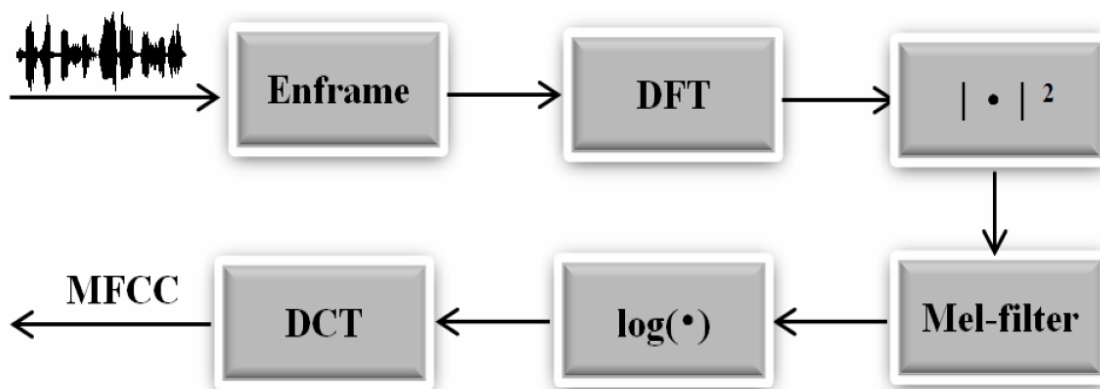 Enframe
DFT
| • | ²
Mel-filter
log(•)
DCT
MFCC